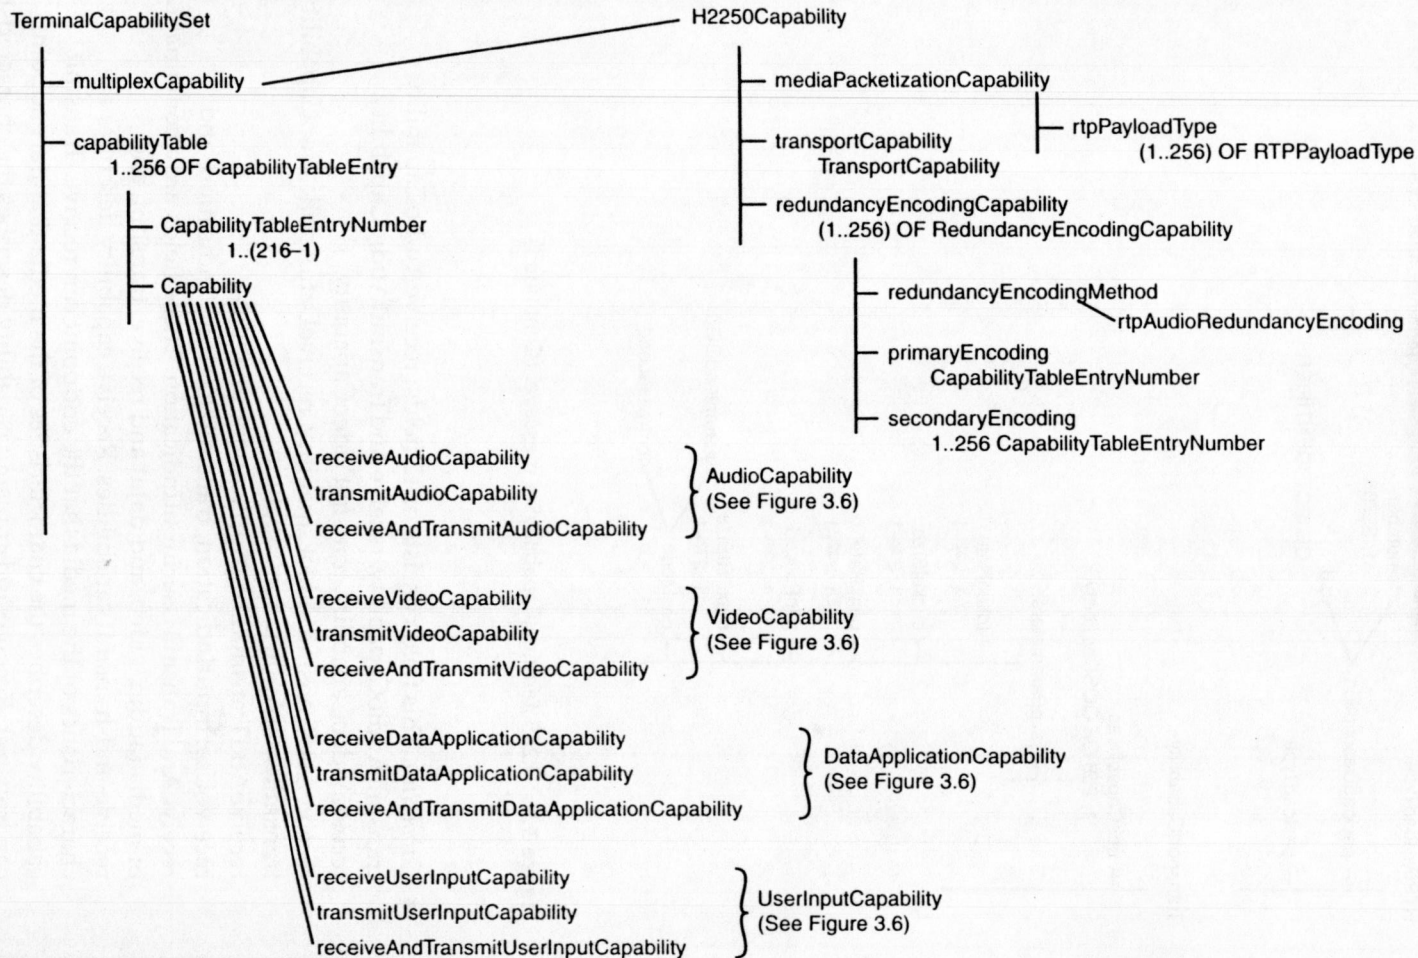 TerminalCapabilitySet
multiplexCapability
capabilityTable
1..256 OF CapabilityTableEntry
CapabilityTableEntryNumber
1..(216–1)
Capability
receiveAudioCapability
transmitAudioCapability
receiveAndTransmitAudioCapability
AudioCapability
(See Figure 3.6)
receiveVideoCapability
transmitVideoCapability
receiveAndTransmitVideoCapability
VideoCapability
(See Figure 3.6)
receiveDataApplicationCapability
transmitDataApplicationCapability
receiveAndTransmitDataApplicationCapability
DataApplicationCapability
(See Figure 3.6)
receiveUserInputCapability
transmitUserInputCapability
receiveAndTransmitUserInputCapability
UserInputCapability
(See Figure 3.6)
H2250Capability
mediaPacketizationCapability
rtpPayloadType
(1..256) OF RTPPayloadType
transportCapability
TransportCapability
redundancyEncodingCapability
(1..256) OF RedundancyEncodingCapability
redundancyEncodingMethod
rtpAudioRedundancyEncoding
primaryEncoding
CapabilityTableEntryNumber
secondaryEncoding
1..256 CapabilityTableEntryNumber